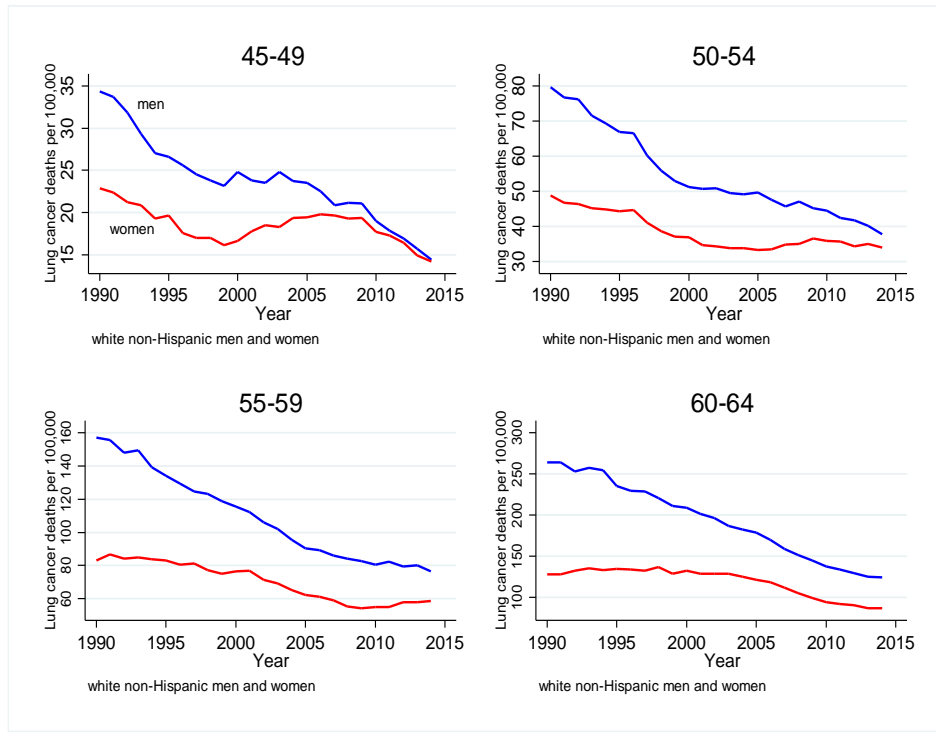 45-49
Lung cancer deaths per 100,000
35
30
25
20
15
men
women
1990 1995 2000 2005 2010 2015
Year
white non-Hispanic men and women
50-54
Lung cancer deaths per 100,000
80
70
60
50
40
30
1990 1995 2000 2005 2010 2015
Year
white non-Hispanic men and women
55-59
Lung cancer deaths per 100,000
160
140
120
100
80
60
1990 1995 2000 2005 2010 2015
Year
white non-Hispanic men and women
60-64
Lung cancer deaths per 100,000
300
250
200
150
100
1990 1995 2000 2005 2010 2015
Year
white non-Hispanic men and women